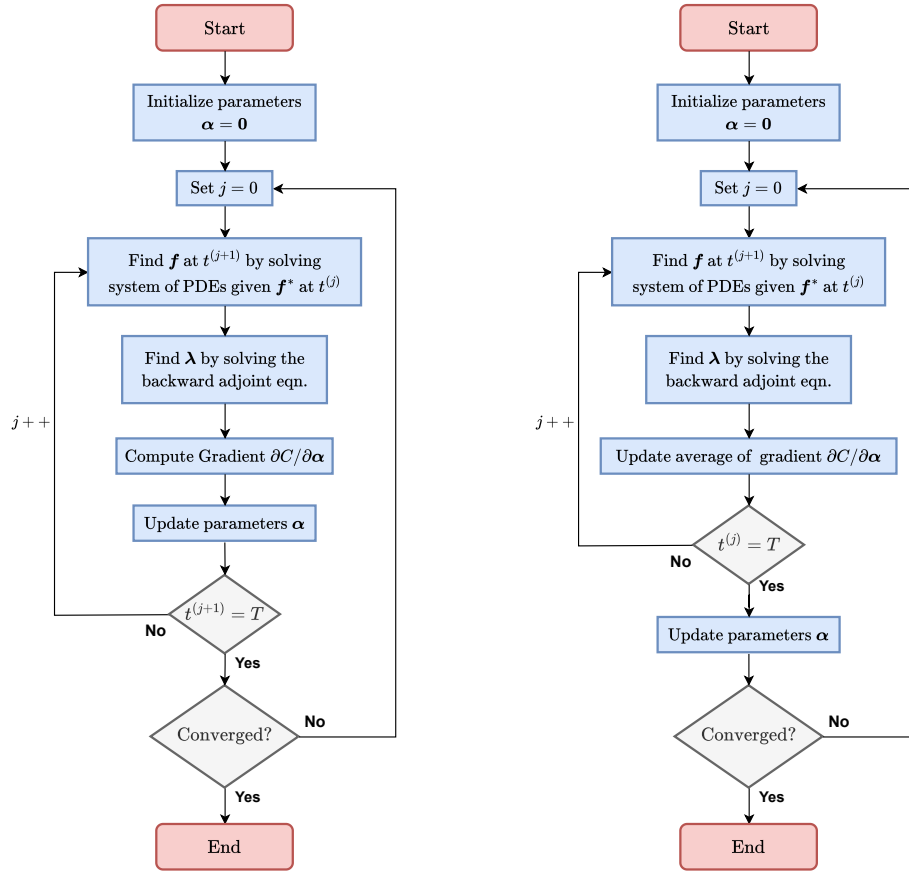 Start
Initialize parameters
α = 0
Set j = 0
Find f at t^(j+1) by solving
system of PDEs given f* at t^(j)
Find λ by solving the
backward adjoint eqn.
j++
Compute Gradient ∂C/∂α
Update parameters α
t^(j+1) = T
No
Yes
Converged?
No
Yes
End
Start
Initialize parameters
α = 0
Set j = 0
Find f at t^(j+1) by solving
system of PDEs given f* at t^(j)
Find λ by solving the
backward adjoint eqn.
j++
Update average of gradient ∂C/∂α
t^(j) = T
No
Yes
Update parameters α
Converged?
No
Yes
End